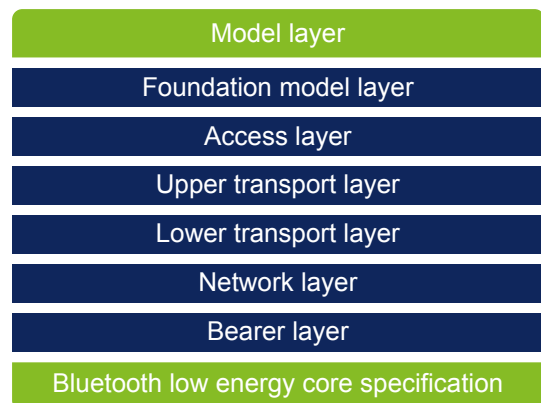 Model layer
Foundation model layer
Access layer
Upper transport layer
Lower transport layer
Network layer
Bearer layer
Bluetooth low energy core specification